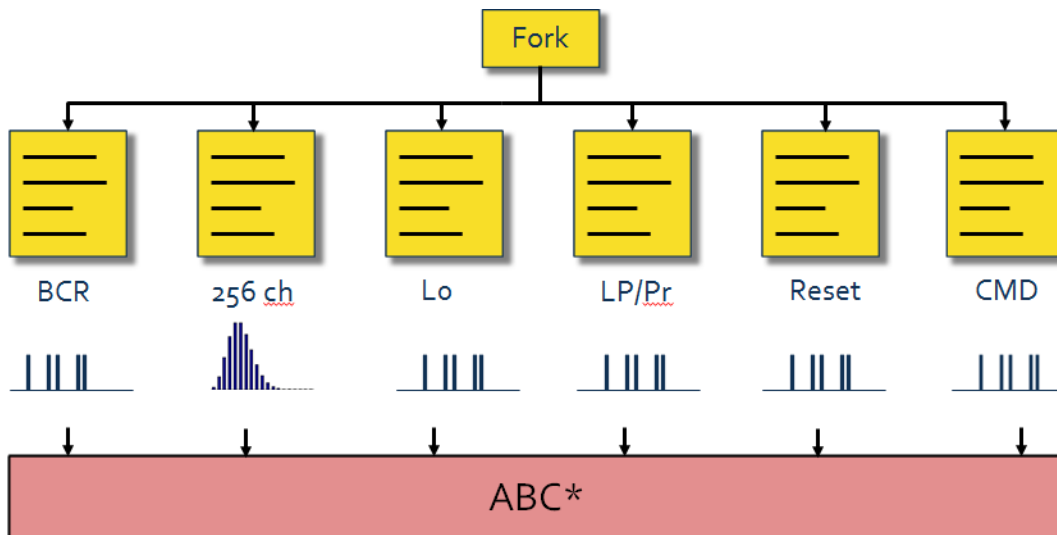 Fork
BCR
256 ch
Lo
LP/Pr
Reset
CMD
ABC*